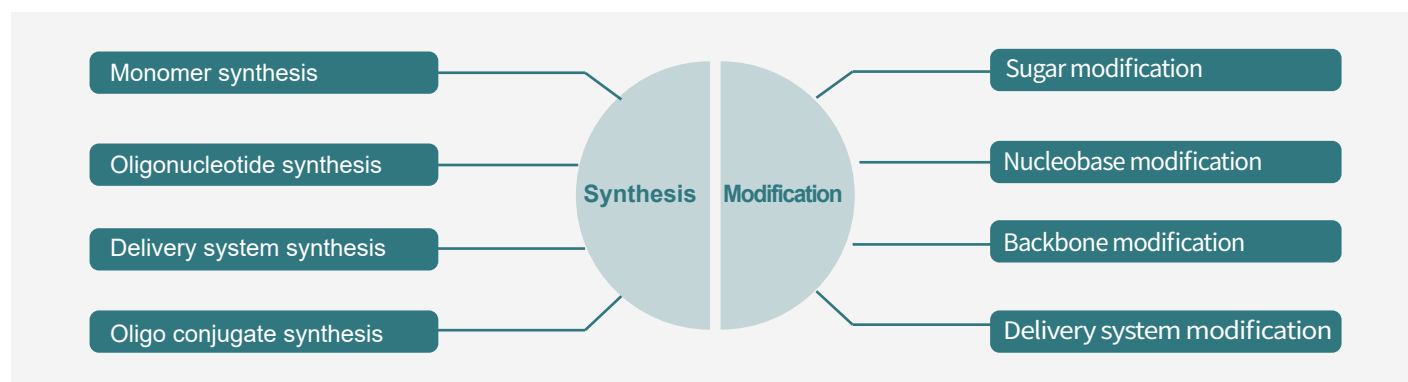 Monomer synthesis
Oligonucleotide synthesis
Delivery system synthesis
Oligo conjugate synthesis
Synthesis
Modification
Sugar modification
Nucleobase modification
Backbone modification
Delivery system modification